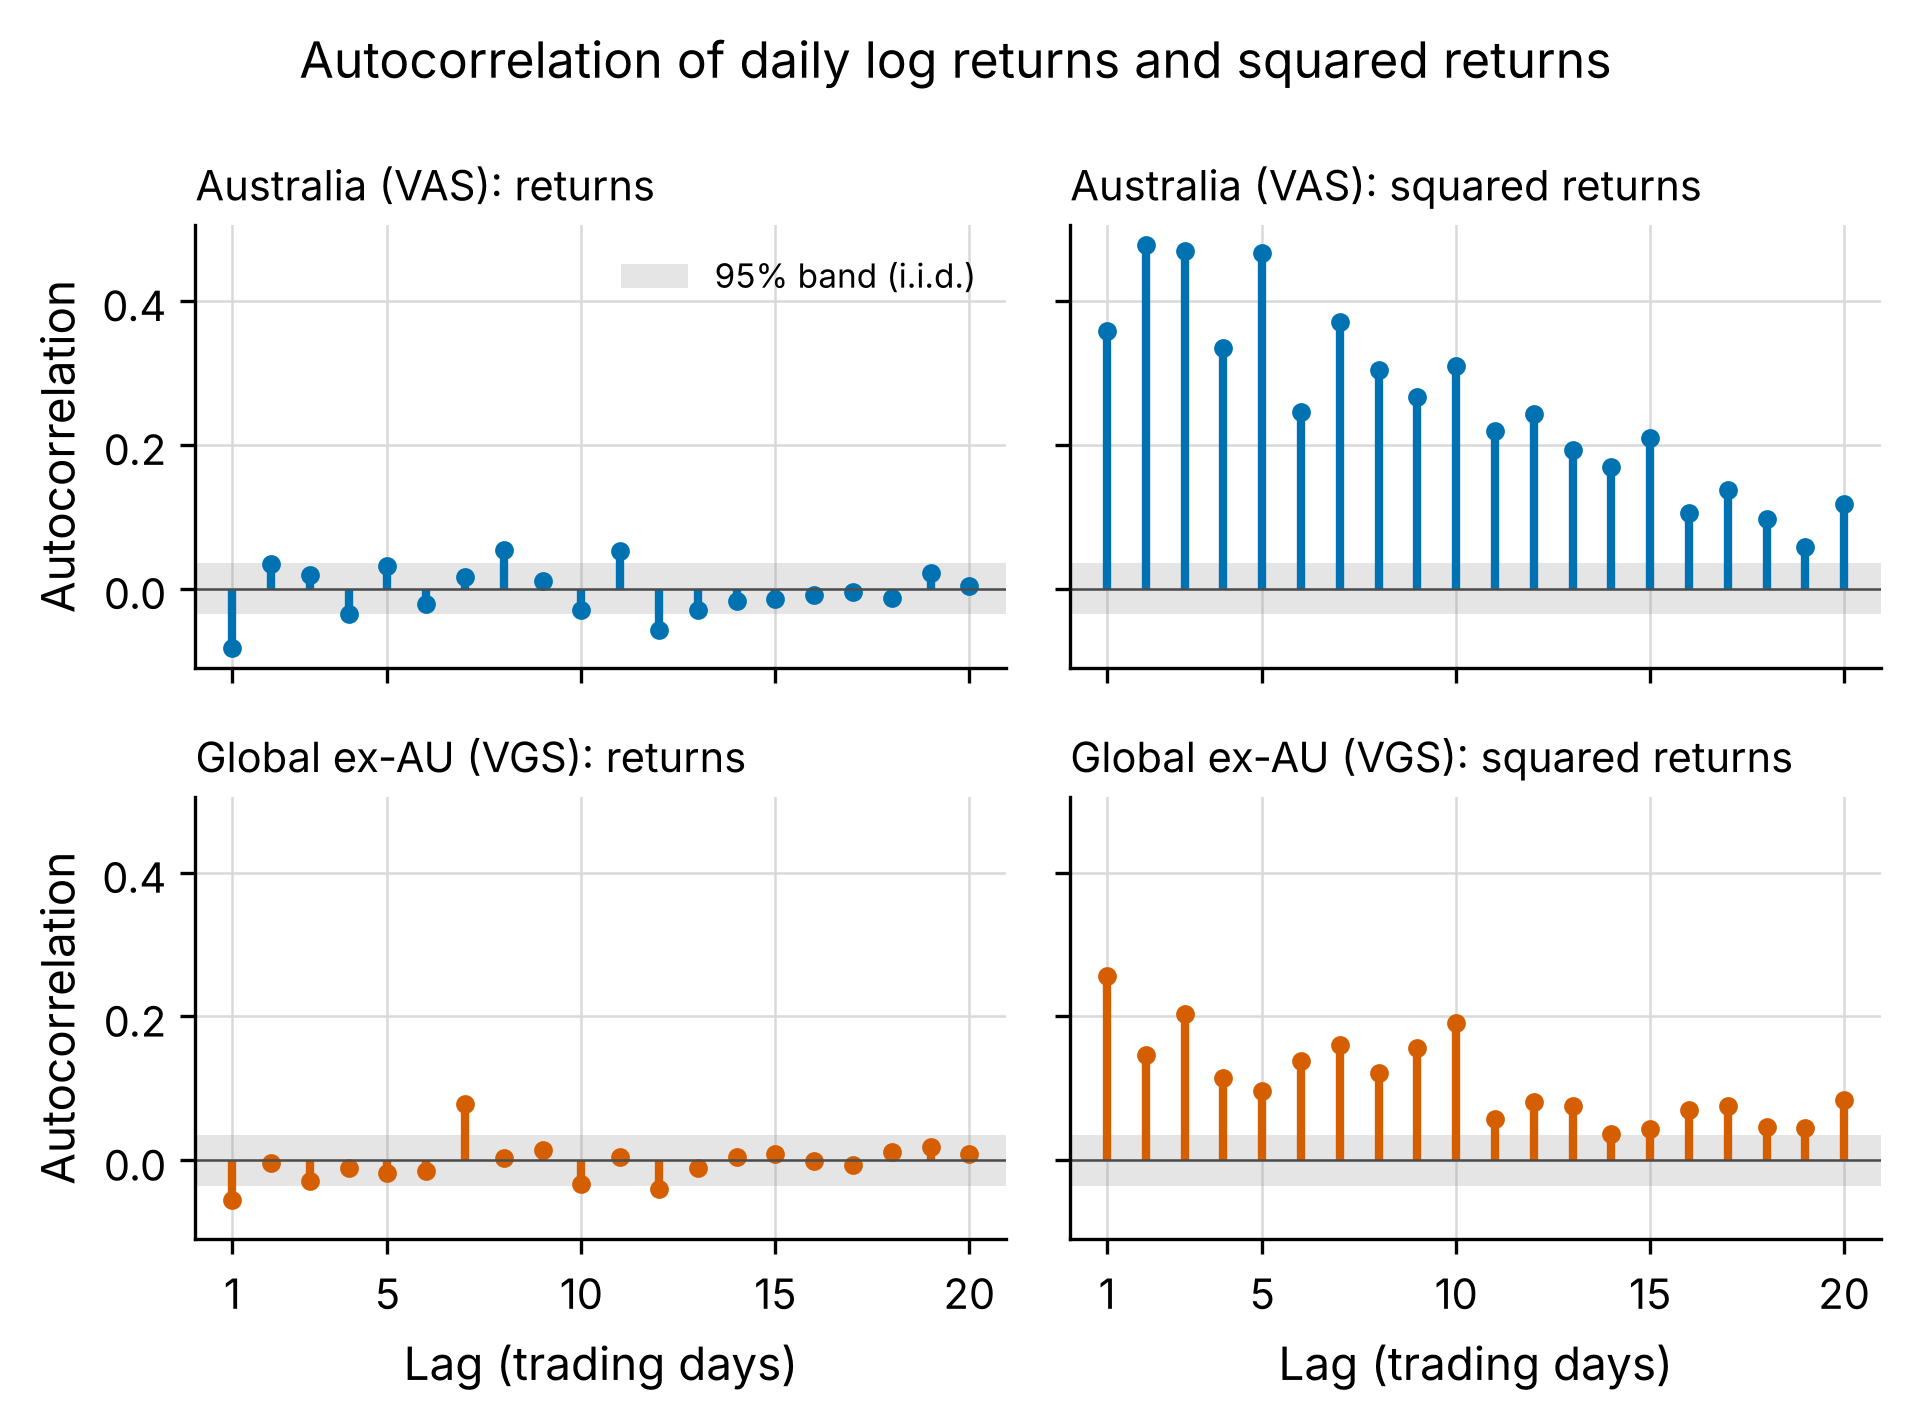 Autocorrelation of daily log returns and squared returns
Australia (VAS): returns
Australia (VAS): squared returns
95% band (i.i.d.)
Autocorrelation
0.4
0.2
0.0
Global ex-AU (VGS): returns
Global ex-AU (VGS): squared returns
Autocorrelation
0.4
0.2
0.0
1 5 10 15 20
1 5 10 15 20
Lag (trading days)
Lag (trading days)